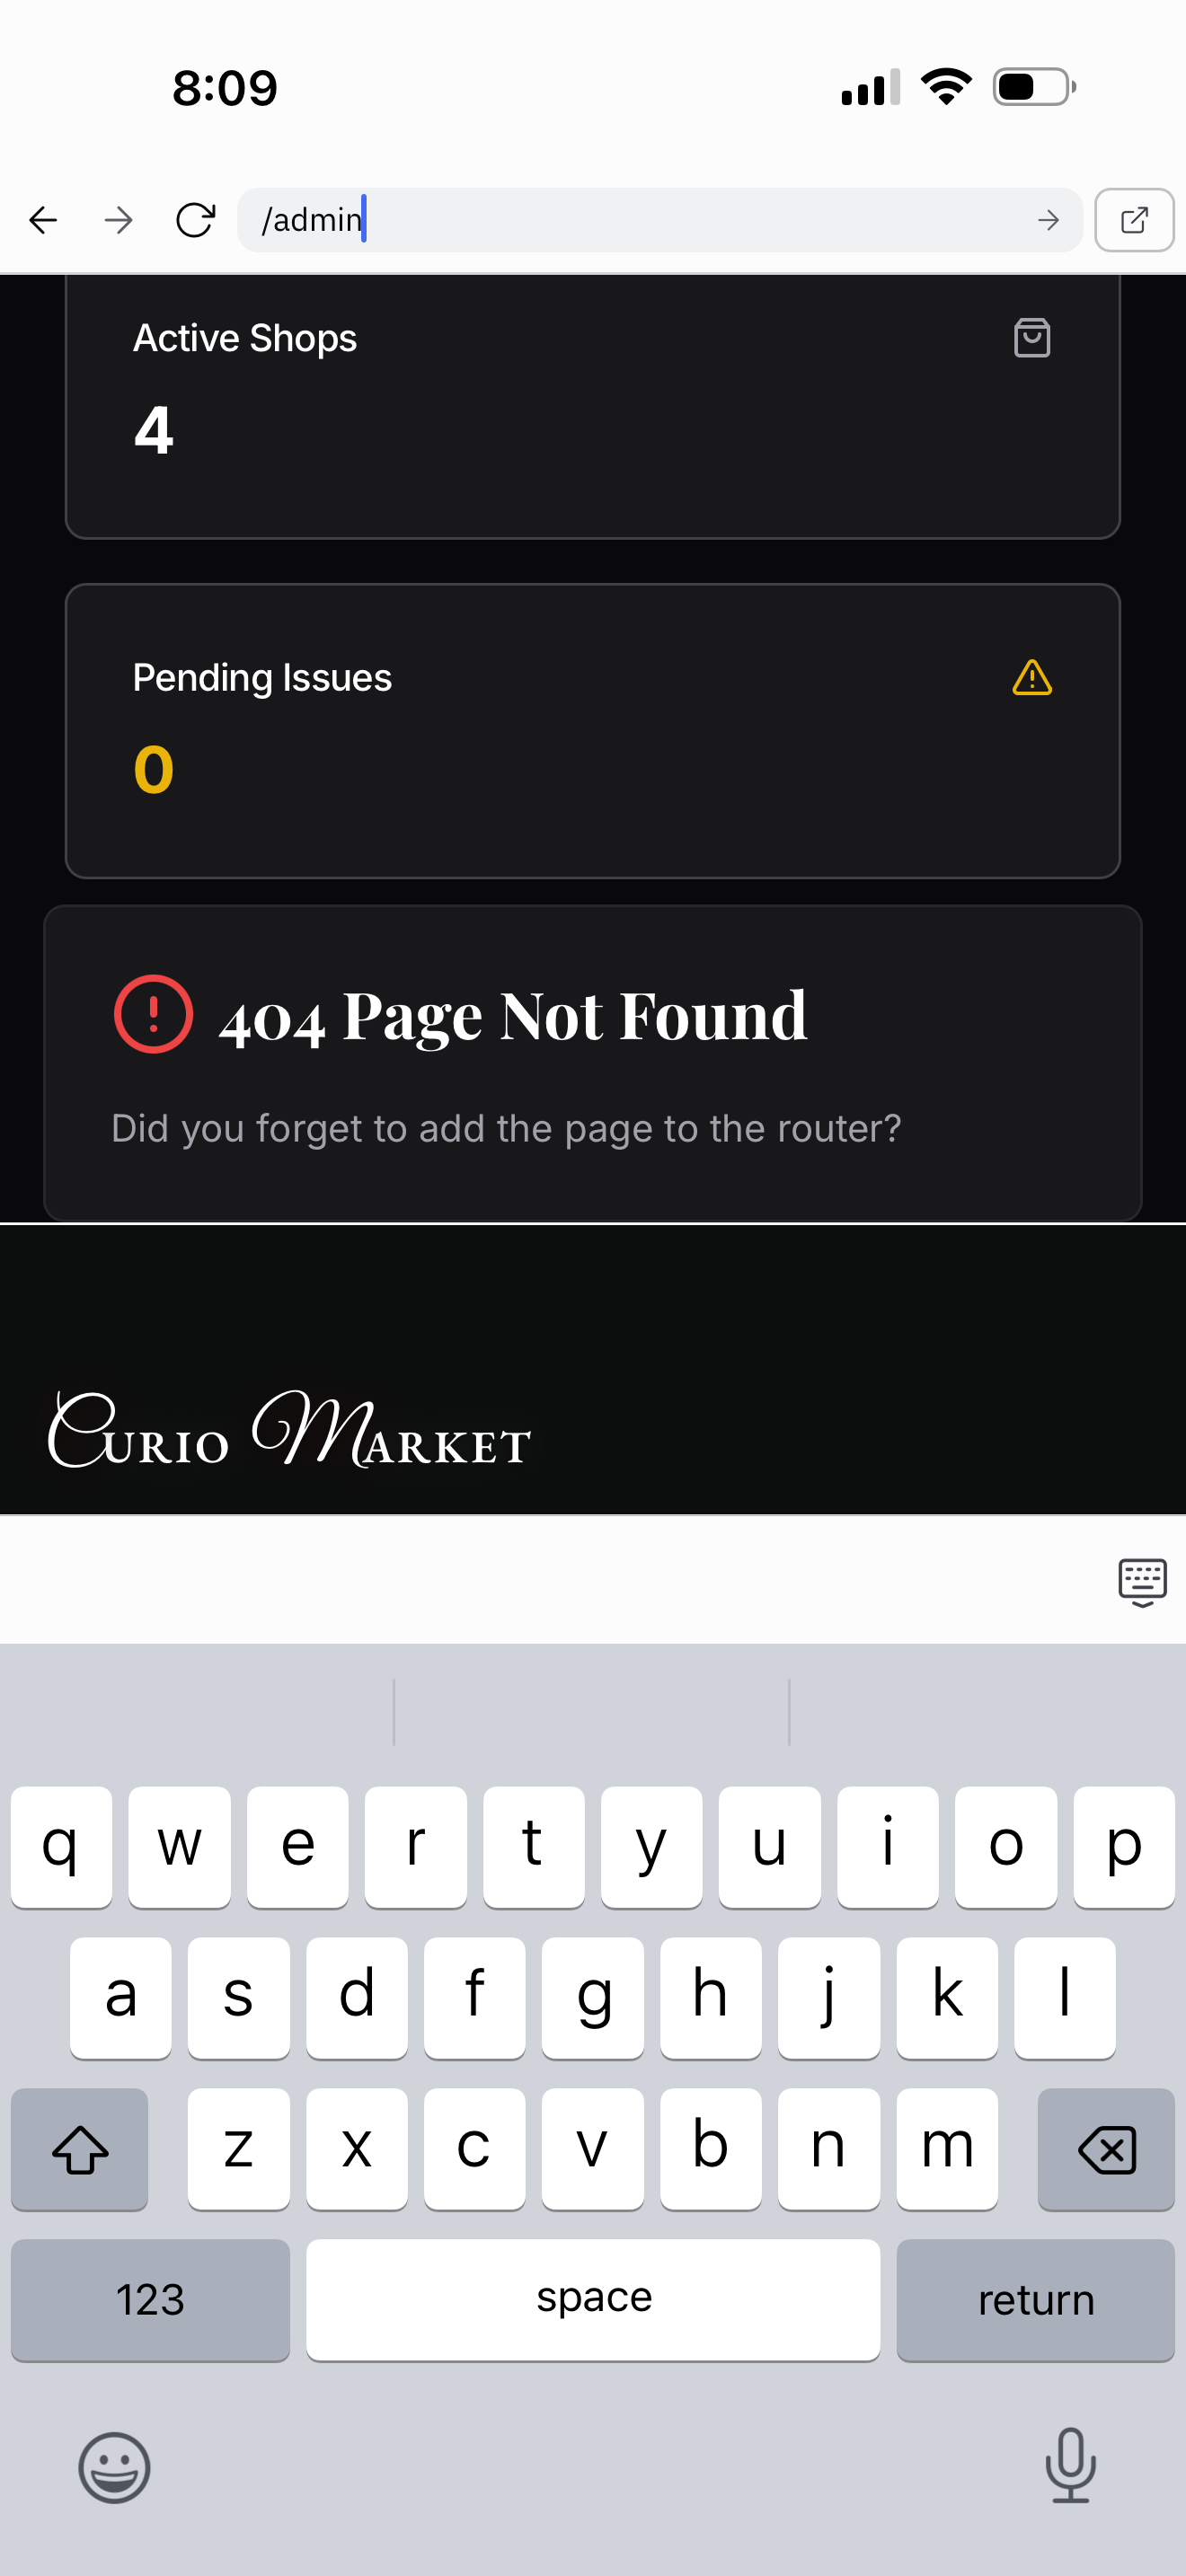 8:09
/admin
Active Shops
4
Pending Issues
0
404 Page Not Found
Did you forget to add the page to the router?
Curio Market
q w e r t y u i o p
a s d f g h j k l
z x c v b n m
123 space return